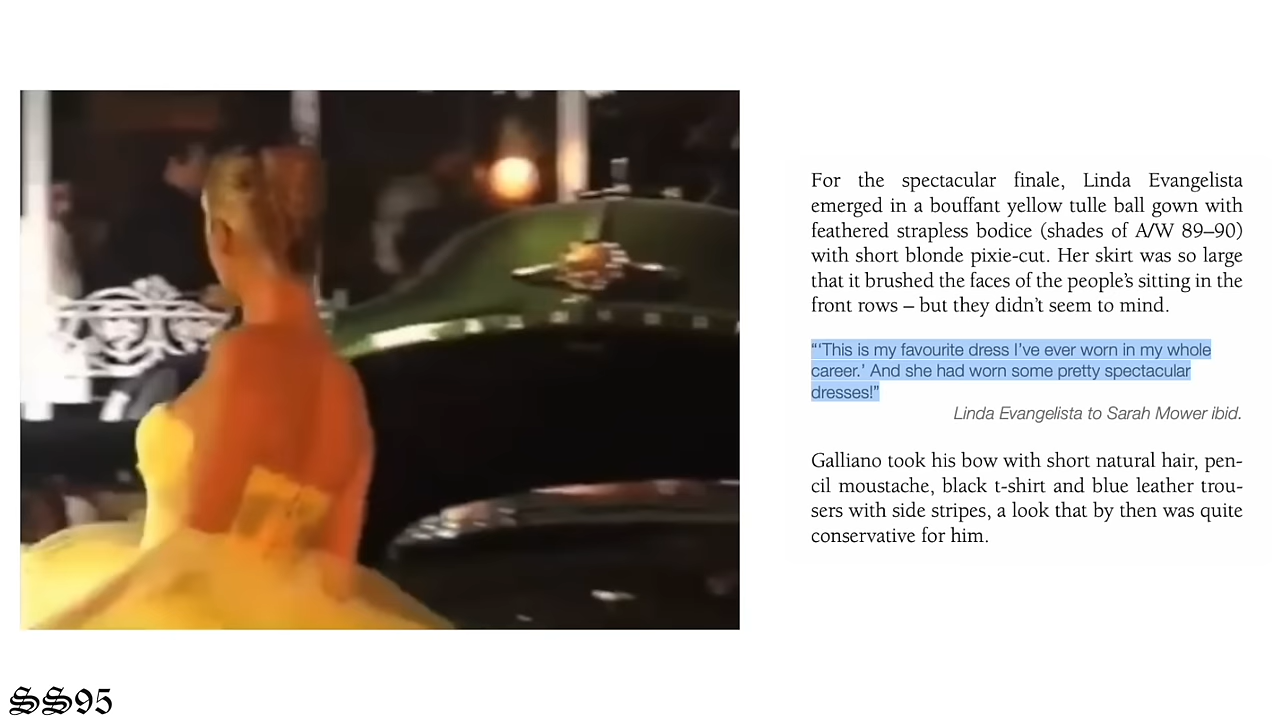 For the spectacular finale, Linda Evangelista
emerged in a bouffant yellow tulle ball gown with
feathered strapless bodice (shades of A/W 89–90)
with short blonde pixie-cut. Her skirt was so large
that it brushed the faces of the people’s sitting in the
front rows – but they didn’t seem to mind.
“‘This is my favourite dress I’ve ever worn in my whole
career.’ And she had worn some pretty spectacular
dresses!”
Linda Evangelista to Sarah Mower ibid.
Galliano took his bow with short natural hair, pen-
cil moustache, black t-shirt and blue leather trou-
sers with side stripes, a look that by then was quite
conservative for him.
SS95